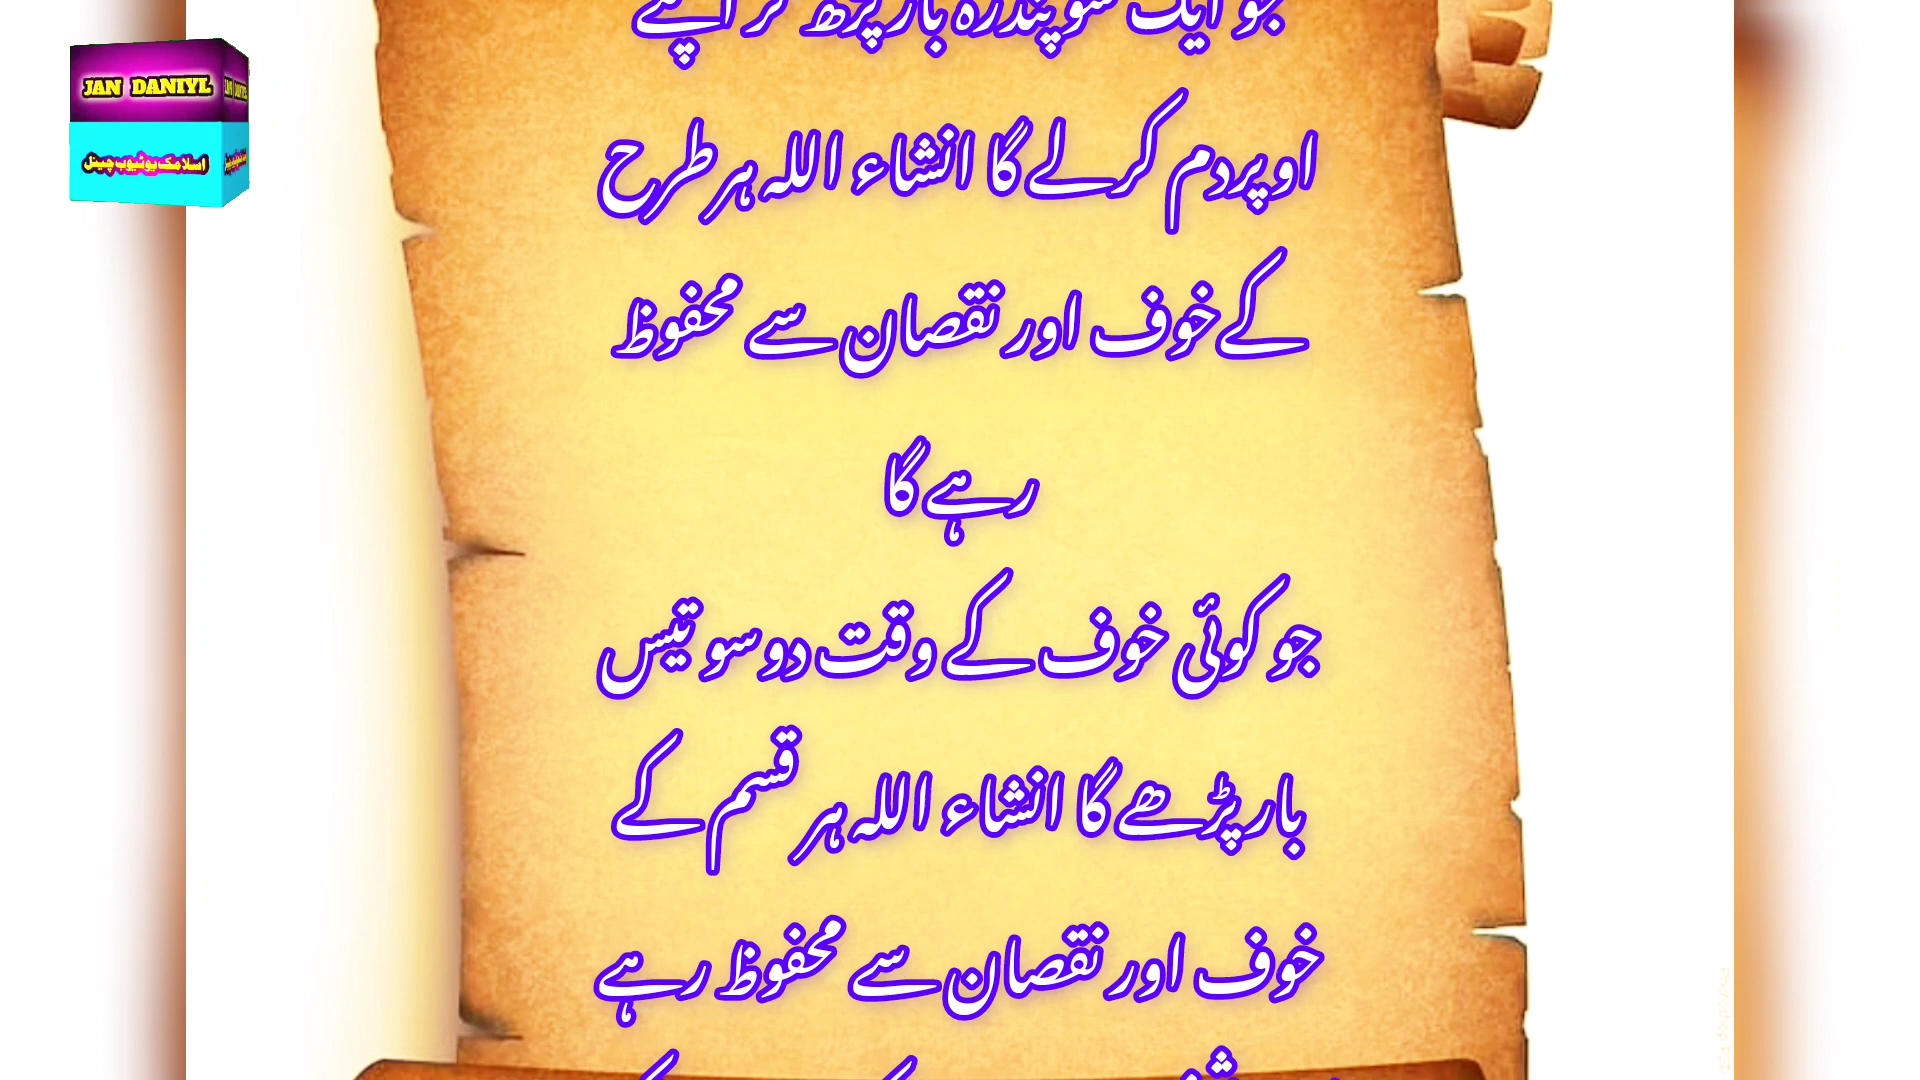 JAN DANIYL
اسلامک یوٹیوب چینل
جو ایک سو پندرہ بار پڑھ کر اپنے
اوپر دم کرلے گا انشاء اللہ ہر طرح
کے خوف اور نقصان سے محفوظ
رہے گا
جو کوئی خوف کے وقت دو سو تیس
بار پڑھے گا انشاء اللہ ہر قسم کے
خوف اور نقصان سے محفوظ رہے